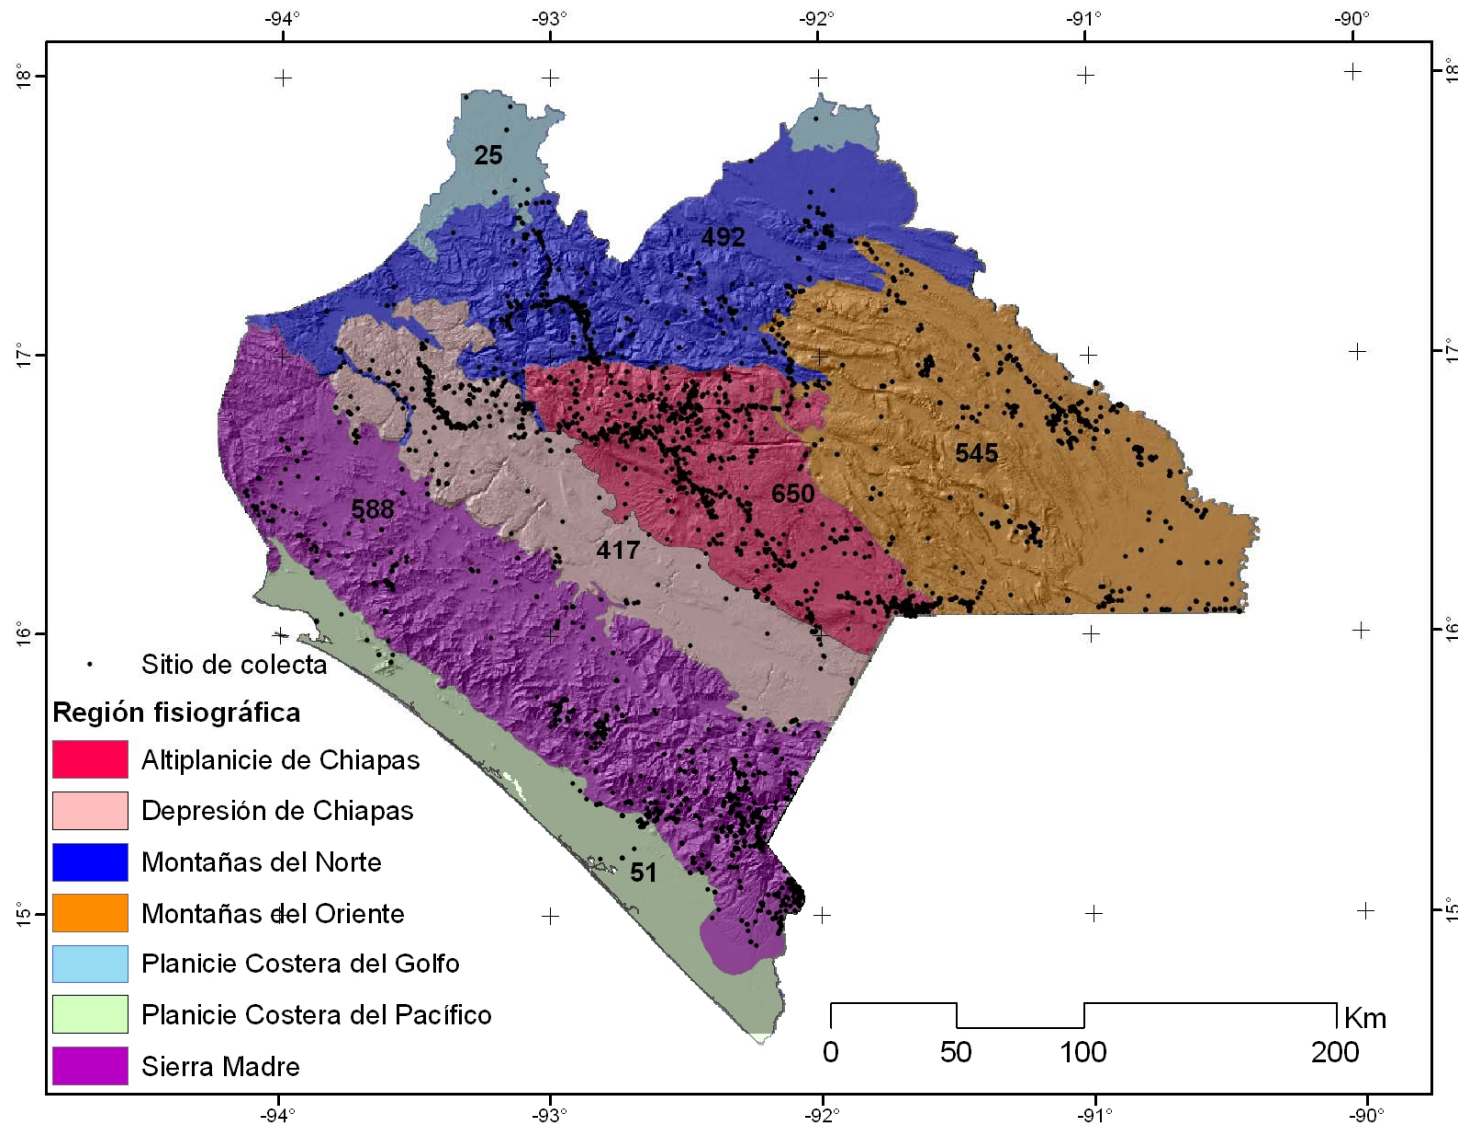 -94° -93° -92° -91° -90°
18° 18°
25
492
17° 17°
545
650
588
417
16° 16°
Sitio de colecta
Región fisiográfica
Altiplanicie de Chiapas
Depresión de Chiapas
51
Montañas del Norte
15° 15°
Montañas del Oriente
Planicie Costera del Golfo
Planicie Costera del Pacífico
Km
0 50 100 200
Sierra Madre
-94° -93° -92° -91° -90°